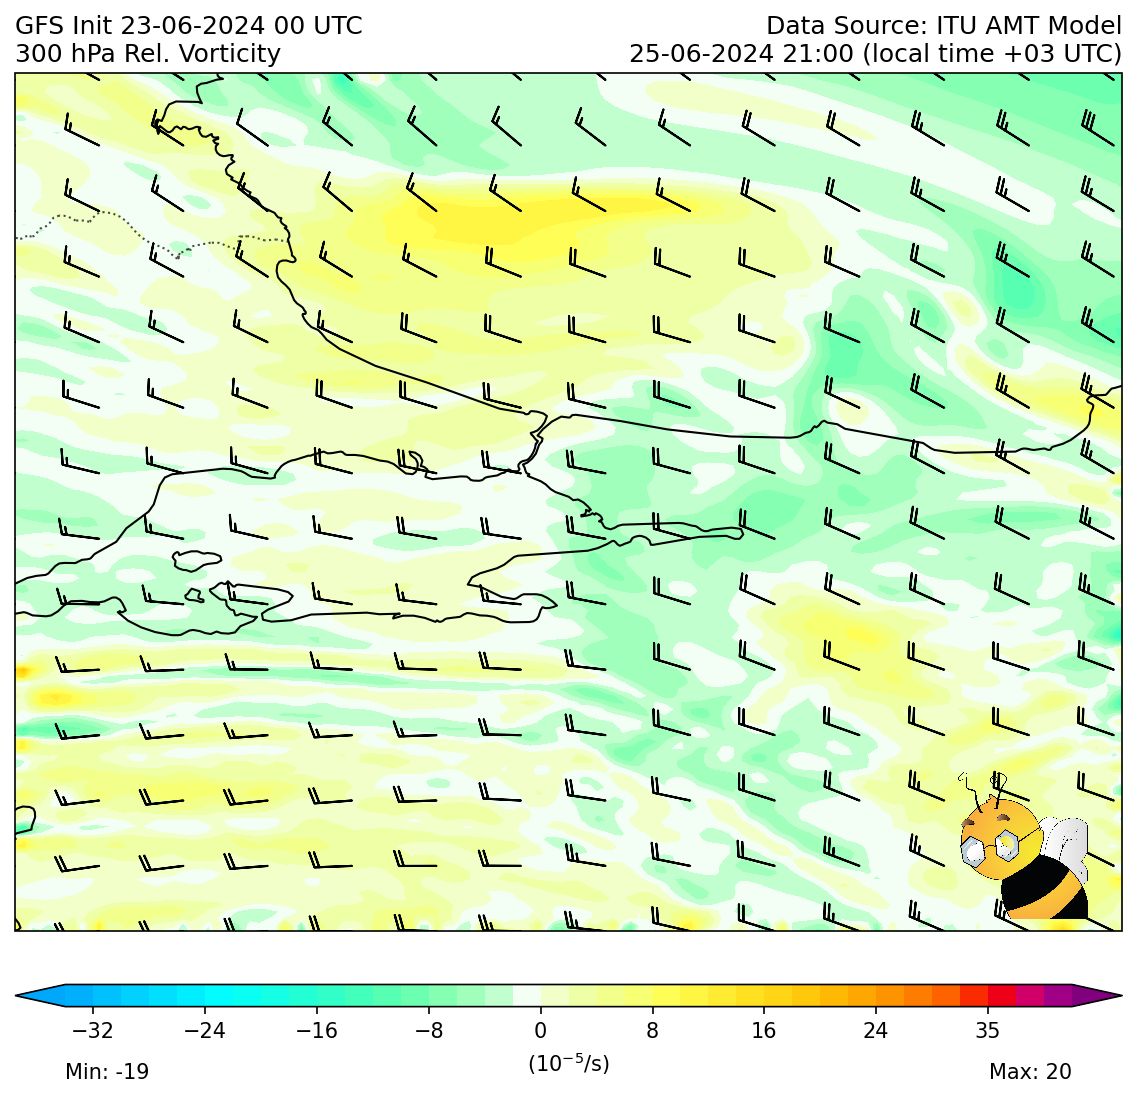 GFS Init 23-06-2024 00 UTC
300 hPa Rel. Vorticity
Data Source: ITU AMT Model
25-06-2024 21:00 (local time +03 UTC)
−32 −24 −16 −8 0 8 16 24 35
(10⁻⁵/s)
Min: -19
Max: 20